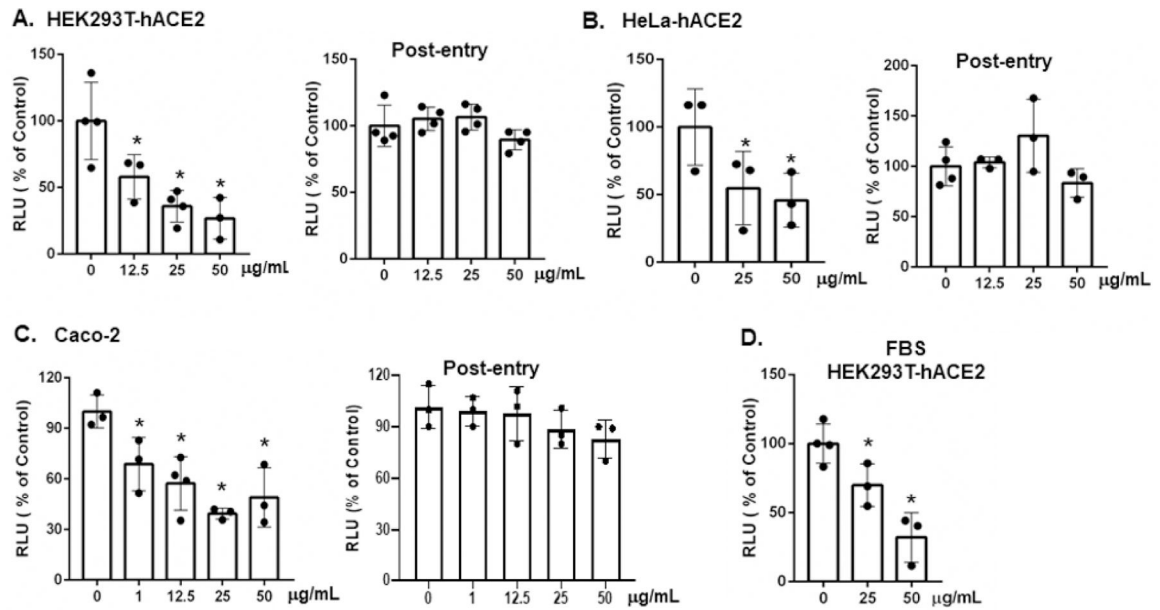 A. HEK293T-hACE2
RLU ( % of Control)
150
100
50
0
*
*
*
0 12.5 25 50 μg/mL
Post-entry
RLU ( % of Control)
150
100
50
0
0 12.5 25 50 μg/mL
B. HeLa-hACE2
RLU ( % of Control)
150
100
50
0
*
*
0 25 50 μg/mL
Post-entry
RLU ( % of Control)
200
150
100
50
0
0 12.5 25 50 μg/mL
C. Caco-2
RLU ( % of Control)
120
90
60
30
0
*
*
*
*
0 1 12.5 25 50 μg/mL
Post-entry
RLU ( % of Control)
120
90
60
30
0
0 1 12.5 25 50 μg/mL
D.
FBS
HEK293T-hACE2
RLU ( % of Control)
150
100
50
0
*
*
0 25 50 μg/mL